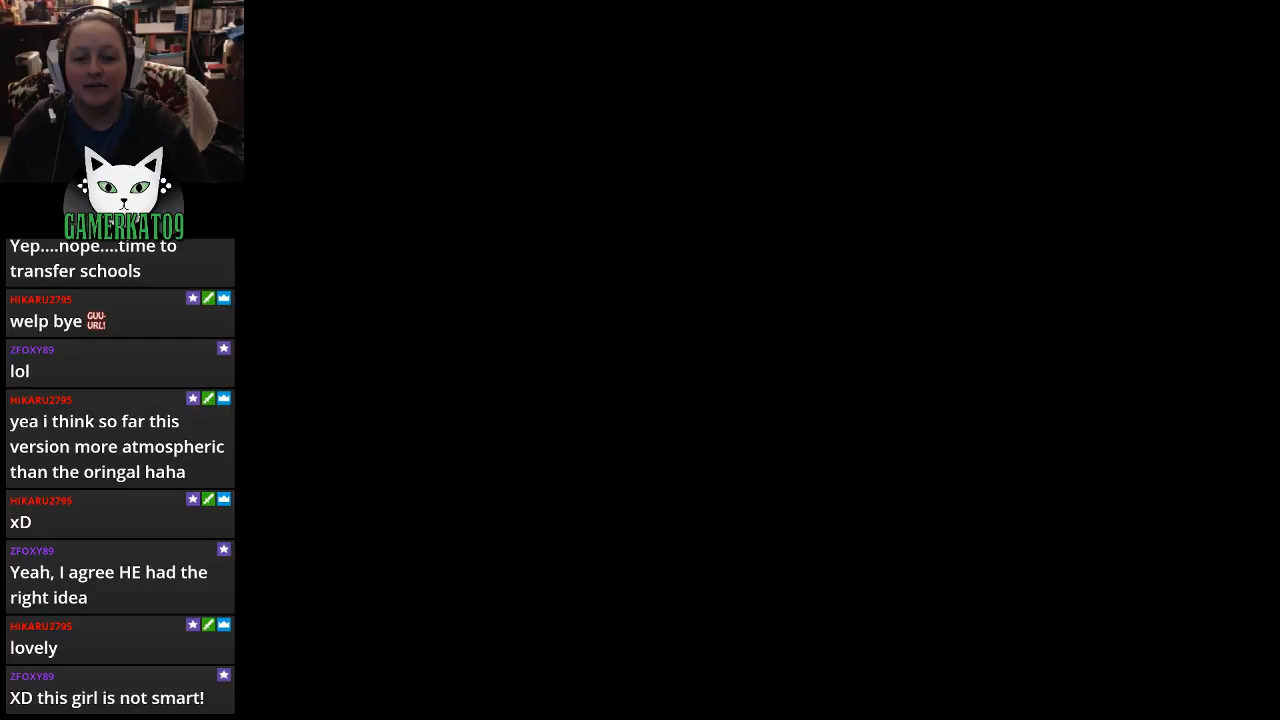 GAMERKAT09
Yep....nope....time to
transfer schools
HIKARU2795
welp bye GUU-
URL!
ZFOXY89
lol
HIKARU2795
yea i think so far this
version more atmospheric
than the oringal haha
HIKARU2795
xD
ZFOXY89
Yeah, I agree HE had the
right idea
HIKARU2795
lovely
ZFOXY89
XD this girl is not smart!